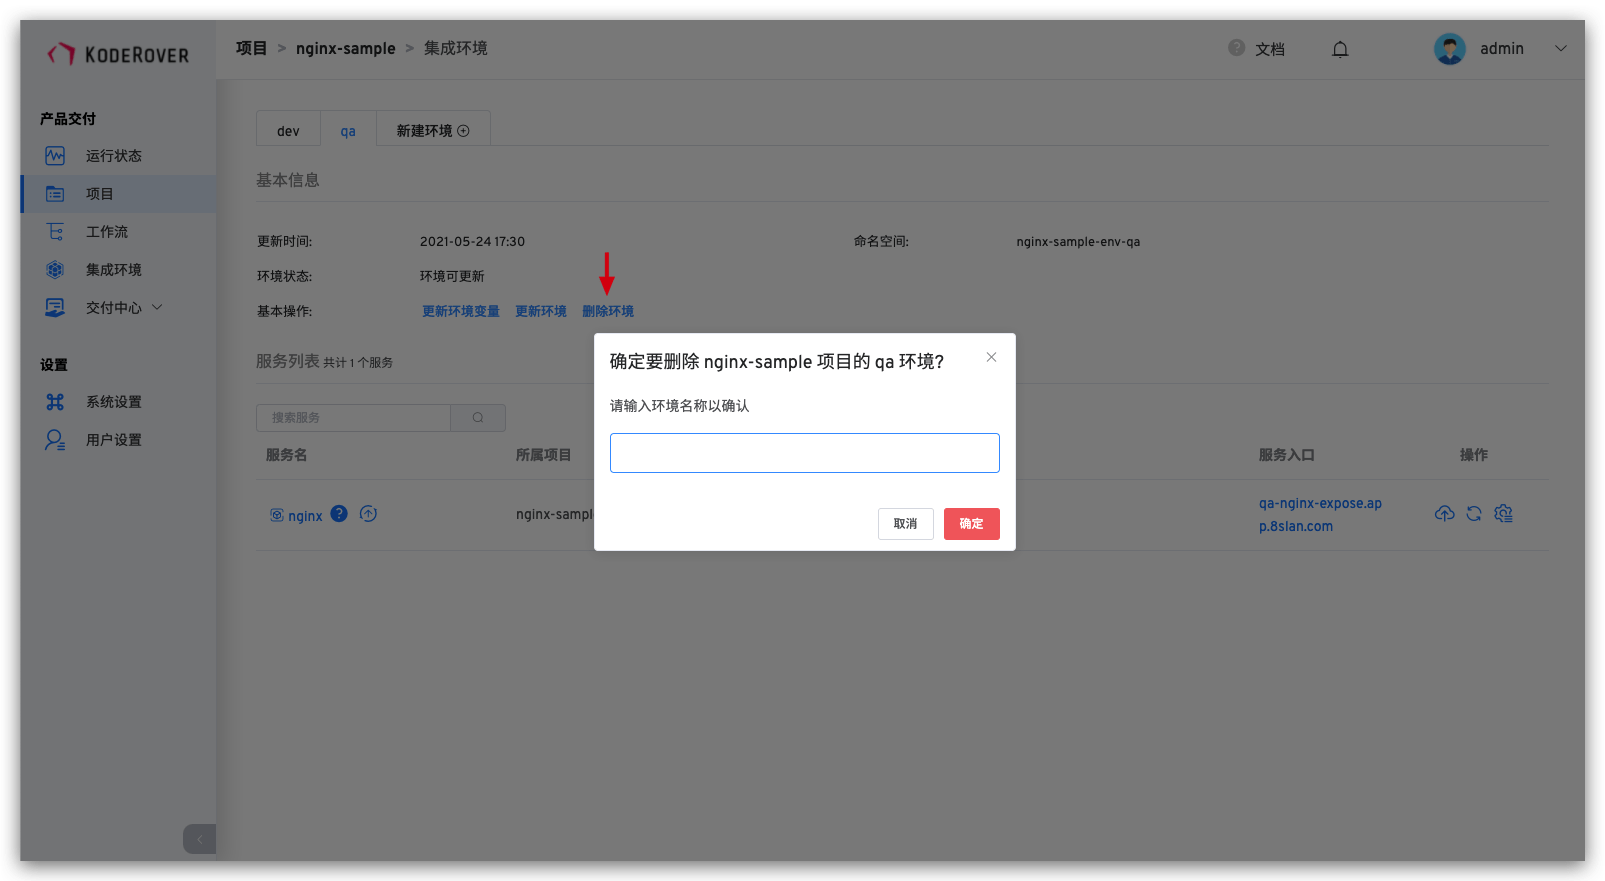 KODEROVER
项目 > nginx-sample > 集成环境
? 文档
admin
产品交付
运行状态
项目
工作流
集成环境
交付中心
设置
系统设置
用户设置
dev
qa
新建环境
基本信息
更新时间: 2021-05-24 17:30
命名空间: nginx-sample-env-qa
环境状态: 环境可更新
基本操作: 更新环境变量 更新环境 删除环境
服务列表 共计 1 个服务
搜索服务
服务名 所属项目 服务入口 操作
nginx ? nginx-sample
qa-nginx-expose.ap
p.8slan.com
确定要删除 nginx-sample 项目的 qa 环境?
请输入环境名称以确认
取消 确定